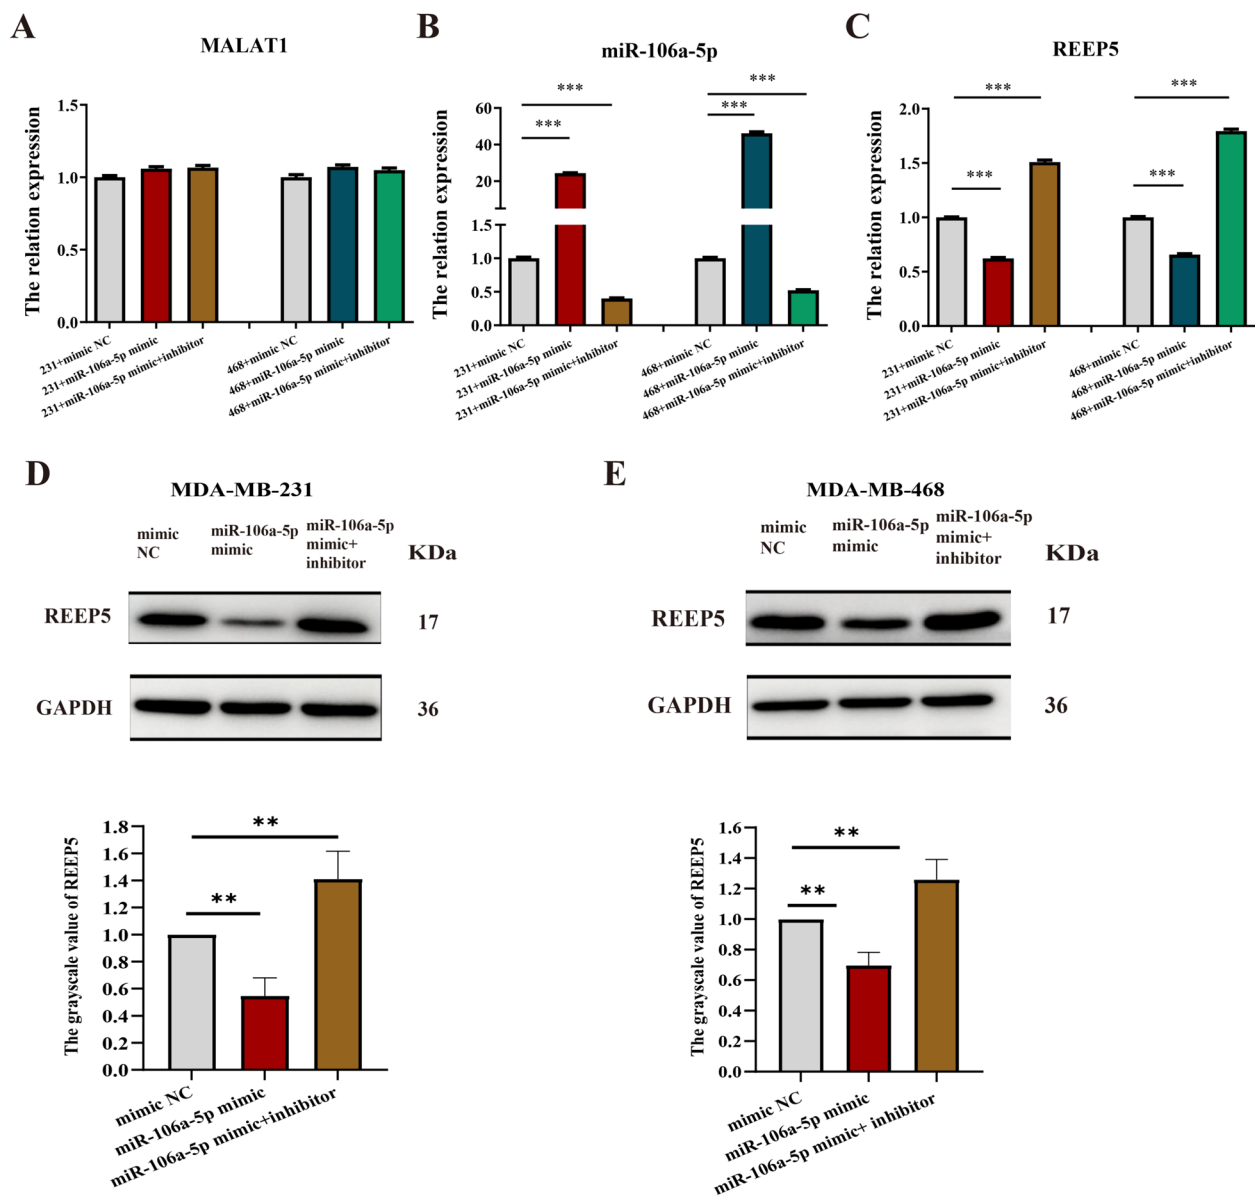 A
MALAT1
The relation expression
1.5
1.0
0.5
0.0
231+mimic NC
231+miR-106a-5p mimic
231+miR-106a-5p mimic+inhibitor
468+mimic NC
468+miR-106a-5p mimic
468+miR-106a-5p mimic+inhibitor
B
miR-106a-5p
The relation expression
60
40
20
1.5
1.0
0.5
0.0
***
***
***
***
231+mimic NC
231+miR-106a-5p mimic
231+miR-106a-5p mimic+inhibitor
468+mimic NC
468+miR-106a-5p mimic
468+miR-106a-5p mimic+inhibitor
C
REEP5
The relation expression
2.0
1.5
1.0
0.5
0.0
***
***
***
***
231+mimic NC
231+miR-106a-5p mimic
231+miR-106a-5p mimic+inhibitor
468+mimic NC
468+miR-106a-5p mimic
468+miR-106a-5p mimic+inhibitor
D
MDA-MB-231
mimic
NC
miR-106a-5p
mimic
miR-106a-5p
mimic+
inhibitor
KDa
REEP5
17
GAPDH
36
The grayscale value of REEP5
1.8
1.6
1.4
1.2
1.0
0.8
0.6
0.4
0.2
0.0
**
**
mimic NC
miR-106a-5p mimic
miR-106a-5p mimic+inhibitor
E
MDA-MB-468
mimic
NC
miR-106a-5p
mimic
miR-106a-5p
mimic+
inhibitor
KDa
REEP5
17
GAPDH
36
The grayscale value of REEP5
1.6
1.4
1.2
1.0
0.8
0.6
0.4
0.2
0.0
**
**
mimic NC
miR-106a-5p mimic
miR-106a-5p mimic+ inhibitor